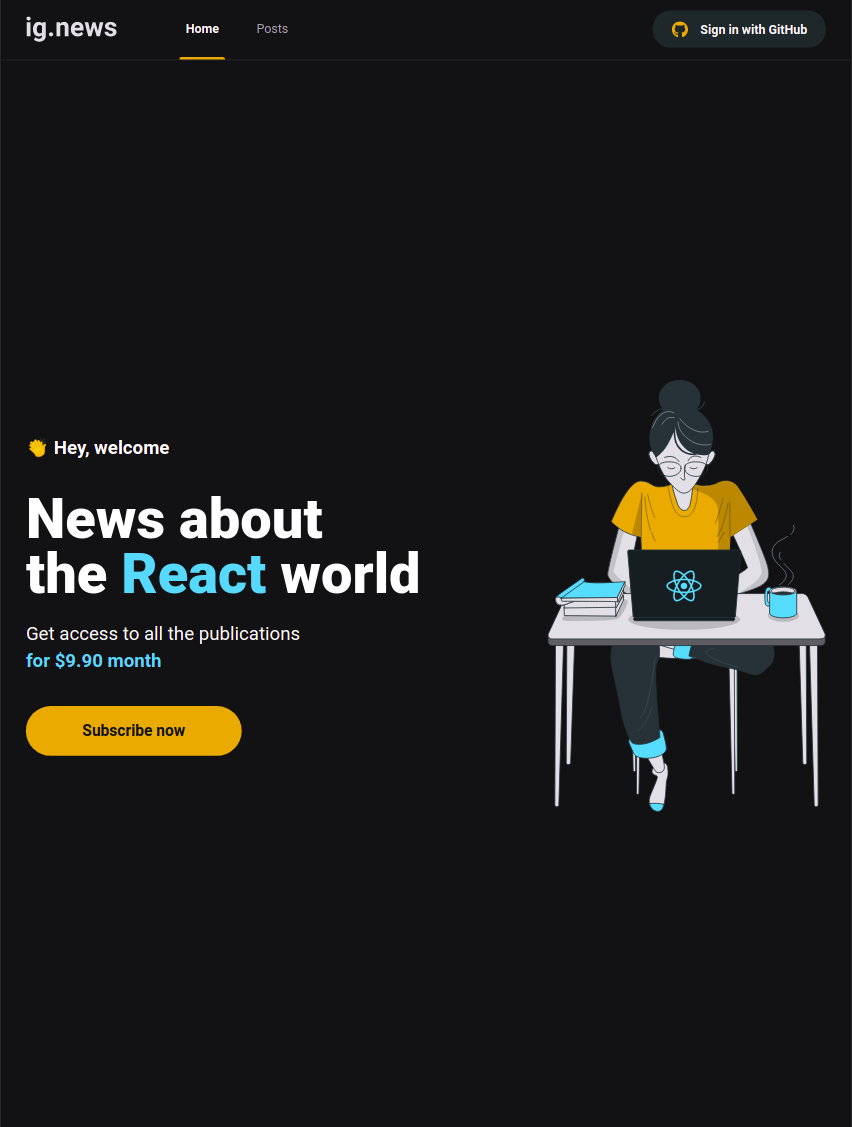 ig.news
Home
Posts
Sign in with GitHub
👋 Hey, welcome
News about
the React world
Get access to all the publications
for $9.90 month
Subscribe now